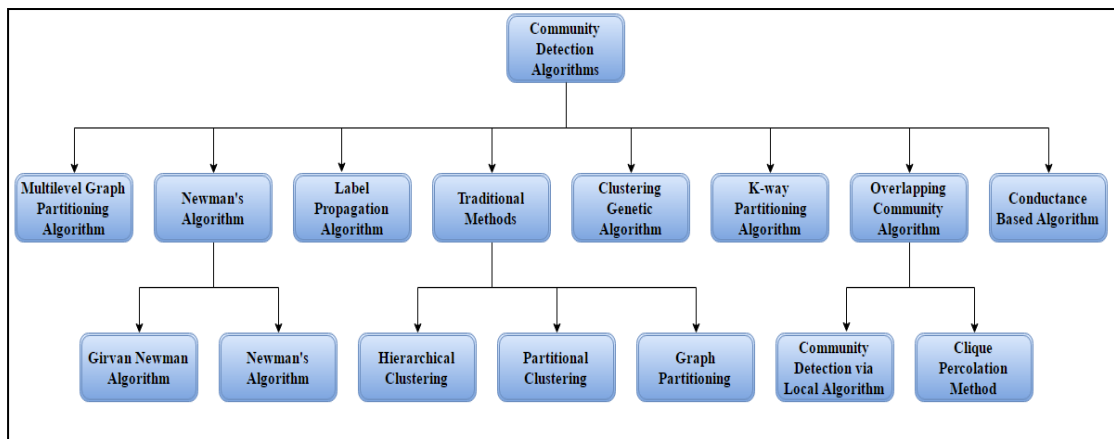 Community
Detection
Algorithms
Multilevel Graph
Partitioning
Algorithm
Newman's
Algorithm
Label
Propagation
Algorithm
Traditional
Methods
Clustering
Genetic
Algorithm
K-way
Partitioning
Algorithm
Overlapping
Community
Algorithm
Conductance
Based Algorithm
Girvan Newman
Algorithm
Newman's
Algorithm
Hierarchical
Clustering
Partitional
Clustering
Graph
Partitioning
Community
Detection via
Local Algorithm
Clique
Percolation
Method